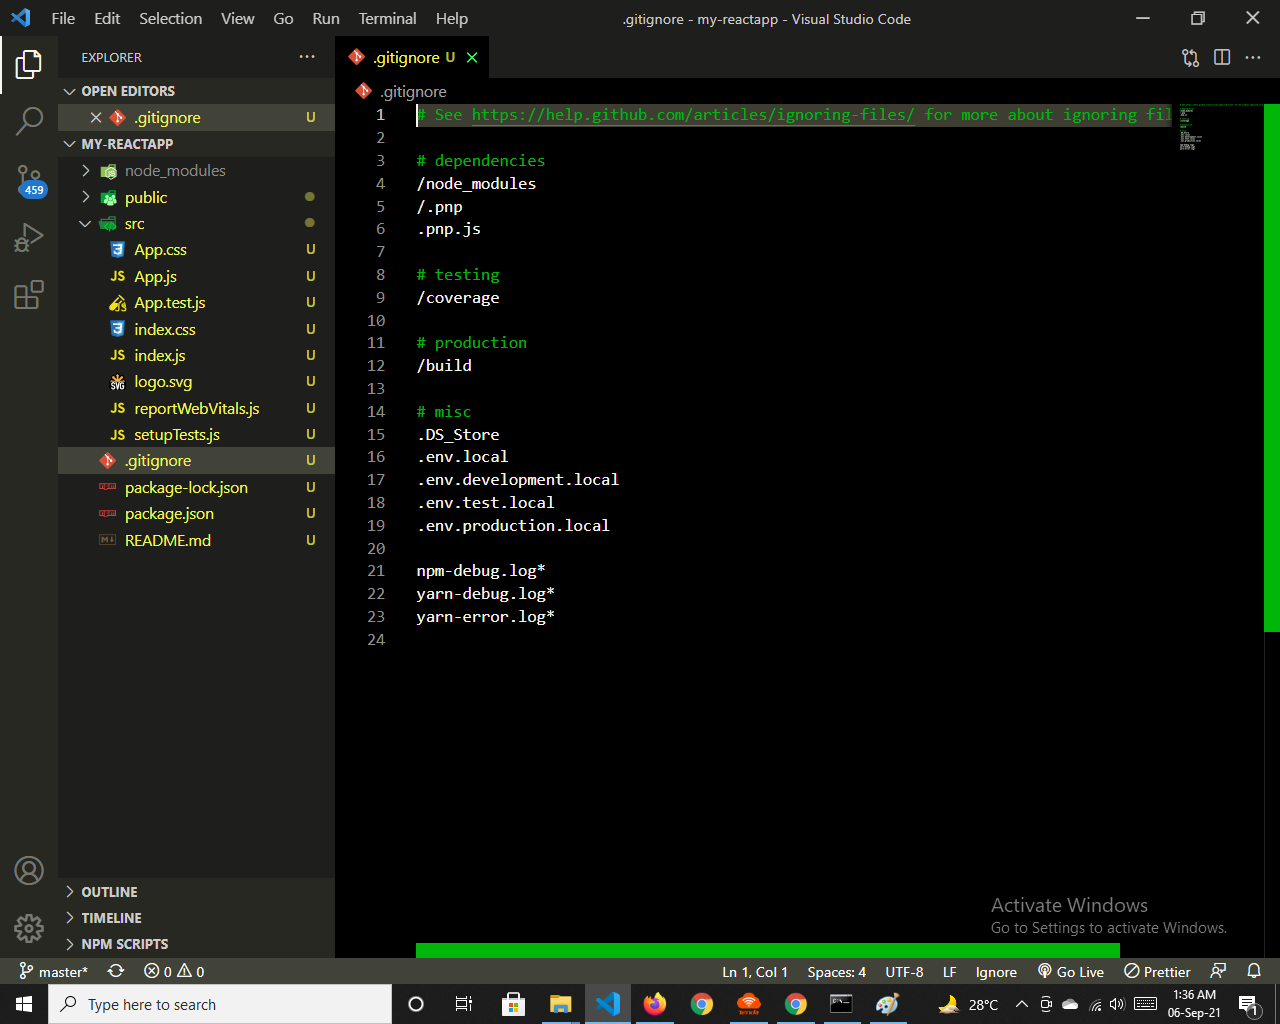 File Edit Selection View Go Run Terminal Help
.gitignore - my-reactapp - Visual Studio Code
EXPLORER
.gitignore U
OPEN EDITORS
.gitignore U
MY-REACTAPP
node_modules
public
src
App.css U
App.js U
App.test.js U
index.css U
index.js U
logo.svg U
reportWebVitals.js U
setupTests.js U
.gitignore U
package-lock.json U
package.json U
README.md U
OUTLINE
TIMELINE
NPM SCRIPTS
459
.gitignore
1 # See https://help.github.com/articles/ignoring-files/ for more about ignoring fil
2
3 # dependencies
4 /node_modules
5 /.pnp
6 .pnp.js
7
8 # testing
9 /coverage
10
11 # production
12 /build
13
14 # misc
15 .DS_Store
16 .env.local
17 .env.development.local
18 .env.test.local
19 .env.production.local
20
21 npm-debug.log*
22 yarn-debug.log*
23 yarn-error.log*
24
Activate Windows
Go to Settings to activate Windows.
master* 0 0 Ln 1, Col 1 Spaces: 4 UTF-8 LF Ignore Go Live Prettier
Type here to search
28°C
1:36 AM
06-Sep-21
1